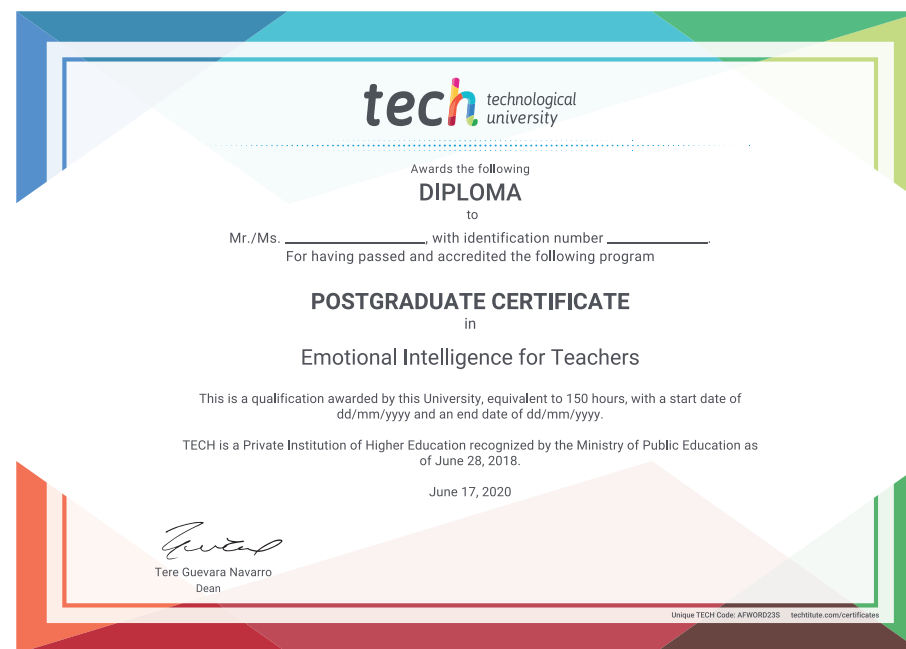 tech technological
university
Awards the following
DIPLOMA
to
Mr./Ms. ____________, with identification number _________.
For having passed and accredited the following program
POSTGRADUATE CERTIFICATE
in
Emotional Intelligence for Teachers
This is a qualification awarded by this University, equivalent to 150 hours, with a start date of
dd/mm/yyyy and an end date of dd/mm/yyyy.
TECH is a Private Institution of Higher Education recognized by the Ministry of Public Education as
of June 28, 2018.
June 17, 2020
Tere Guevara Navarro
Dean
Unique TECH Code: AFWORD23S techtitute.com/certificates